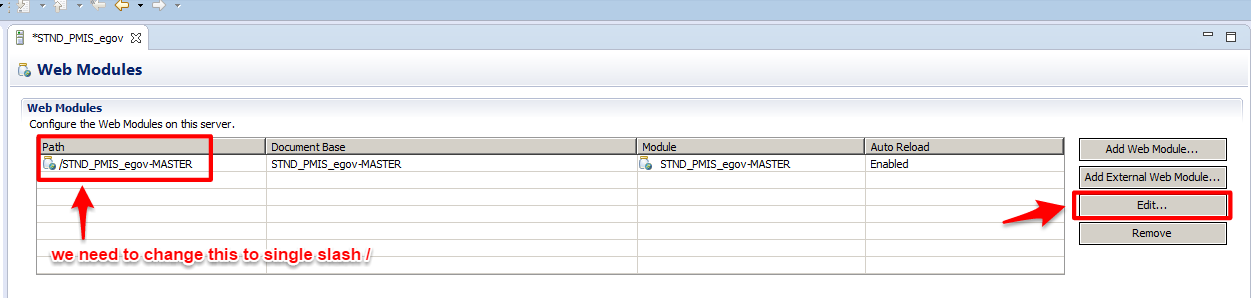 *STND_PMIS_egov
Web Modules
Web Modules
Configure the Web Modules on this server.
Path Document Base Module Auto Reload
/STND_PMIS_egov-MASTER STND_PMIS_egov-MASTER STND_PMIS_egov-MASTER Enabled
Add Web Module...
Add External Web Module...
Edit...
Remove
we need to change this to single slash /